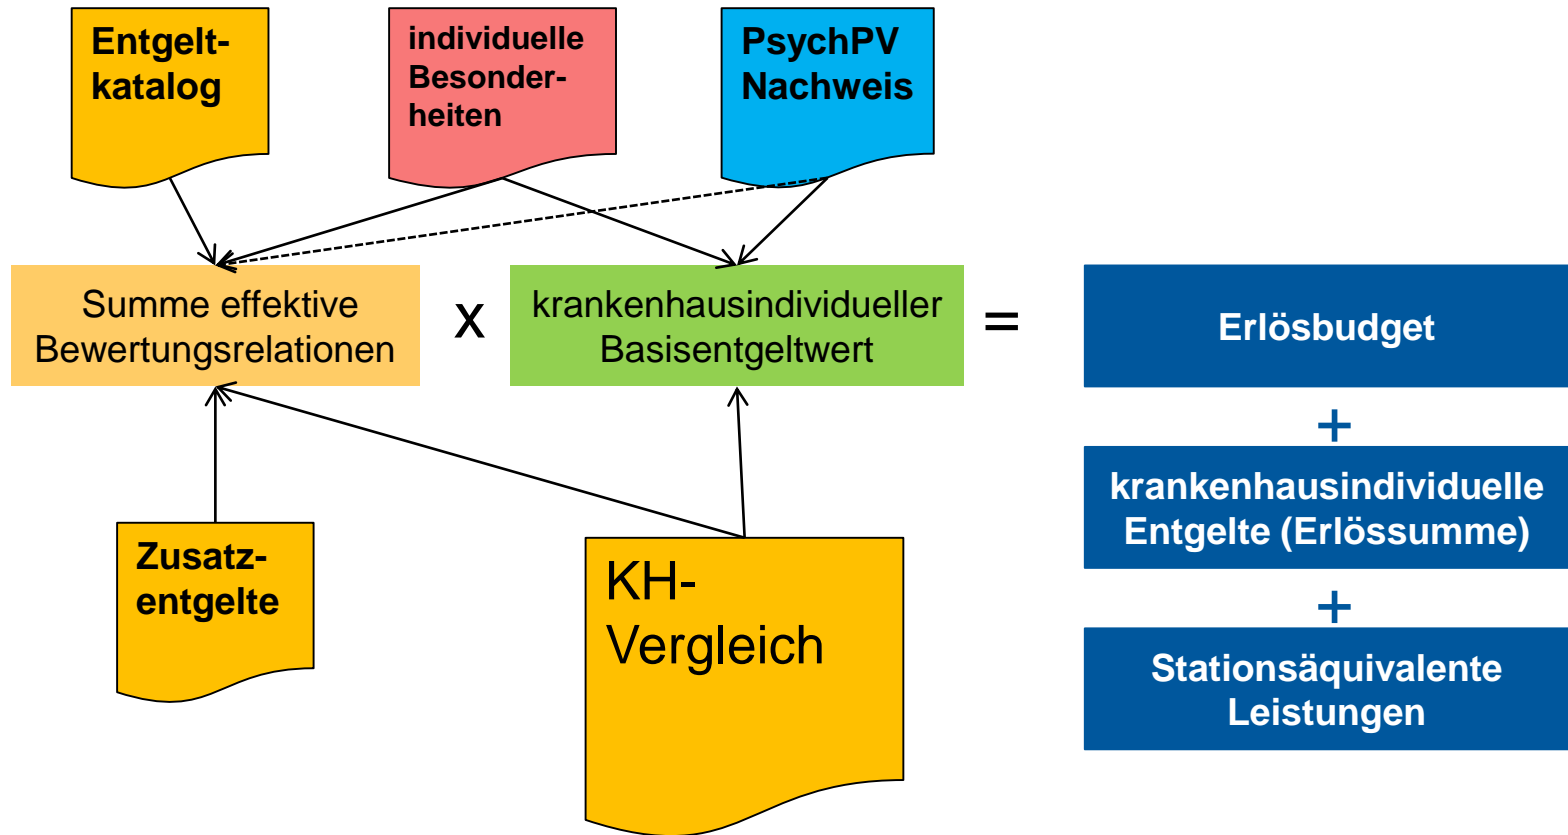 Entgelt-
katalog
individuelle
Besonder-
heiten
PsychPV
Nachweis
Summe effektive
Bewertungsrelationen
x
krankenhausindividueller
Basisentgeltwert
=
Erlösbudget
+
krankenhausindividuelle
Entgelte (Erlössumme)
+
Stationsäquivalente
Leistungen
Zusatz-
entgelte
KH-
Vergleich